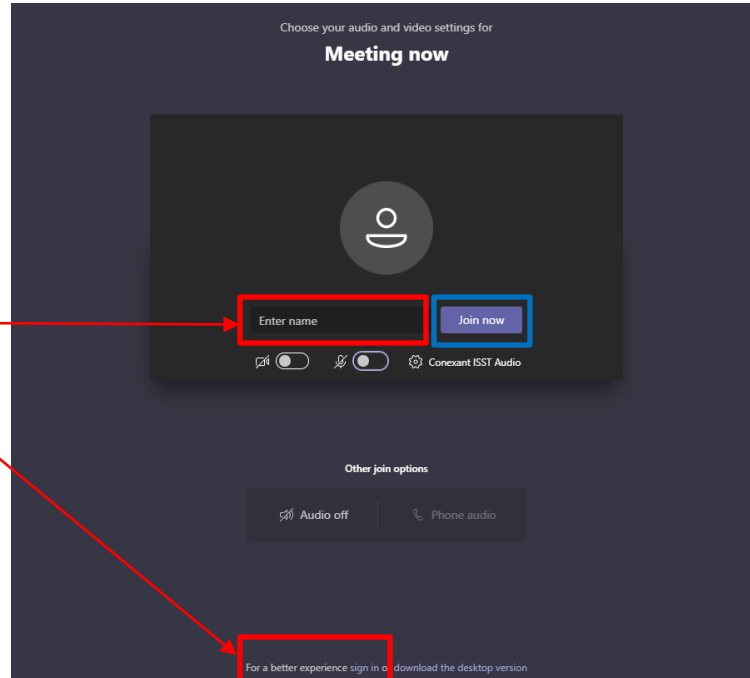 Choose your audio and video settings for
Meeting now
Enter name
Join now
Conexant ISST Audio
Other join options
Audio off
Phone audio
For a better experience sign in or download the desktop version